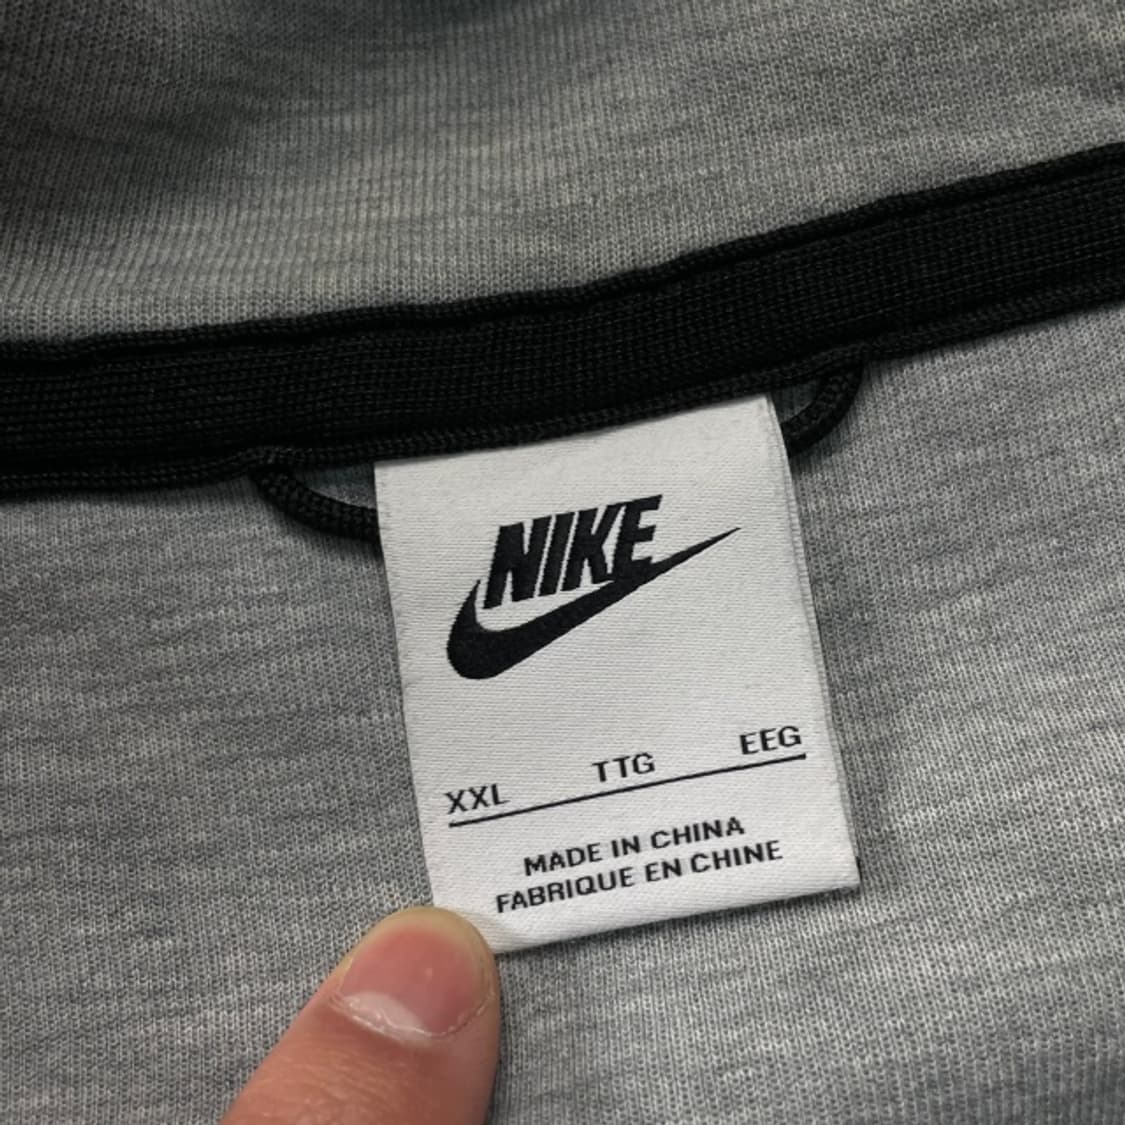 NIKE
XXL TTG EEG
MADE IN CHINA
FABRIQUE EN CHINE